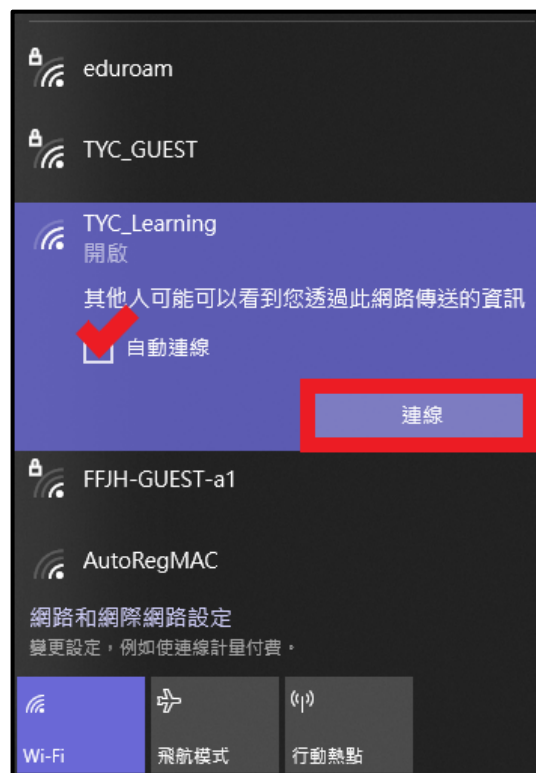 eduroam
TYC_GUEST
TYC_Learning
開啟
其他人可能可以看到您透過此網路傳送的資訊
自動連線
連線
FFJH-GUEST-a1
AutoRegMAC
網路和網際網路設定
變更設定，例如使連線計量付費。
Wi-Fi
飛航模式
行動熱點